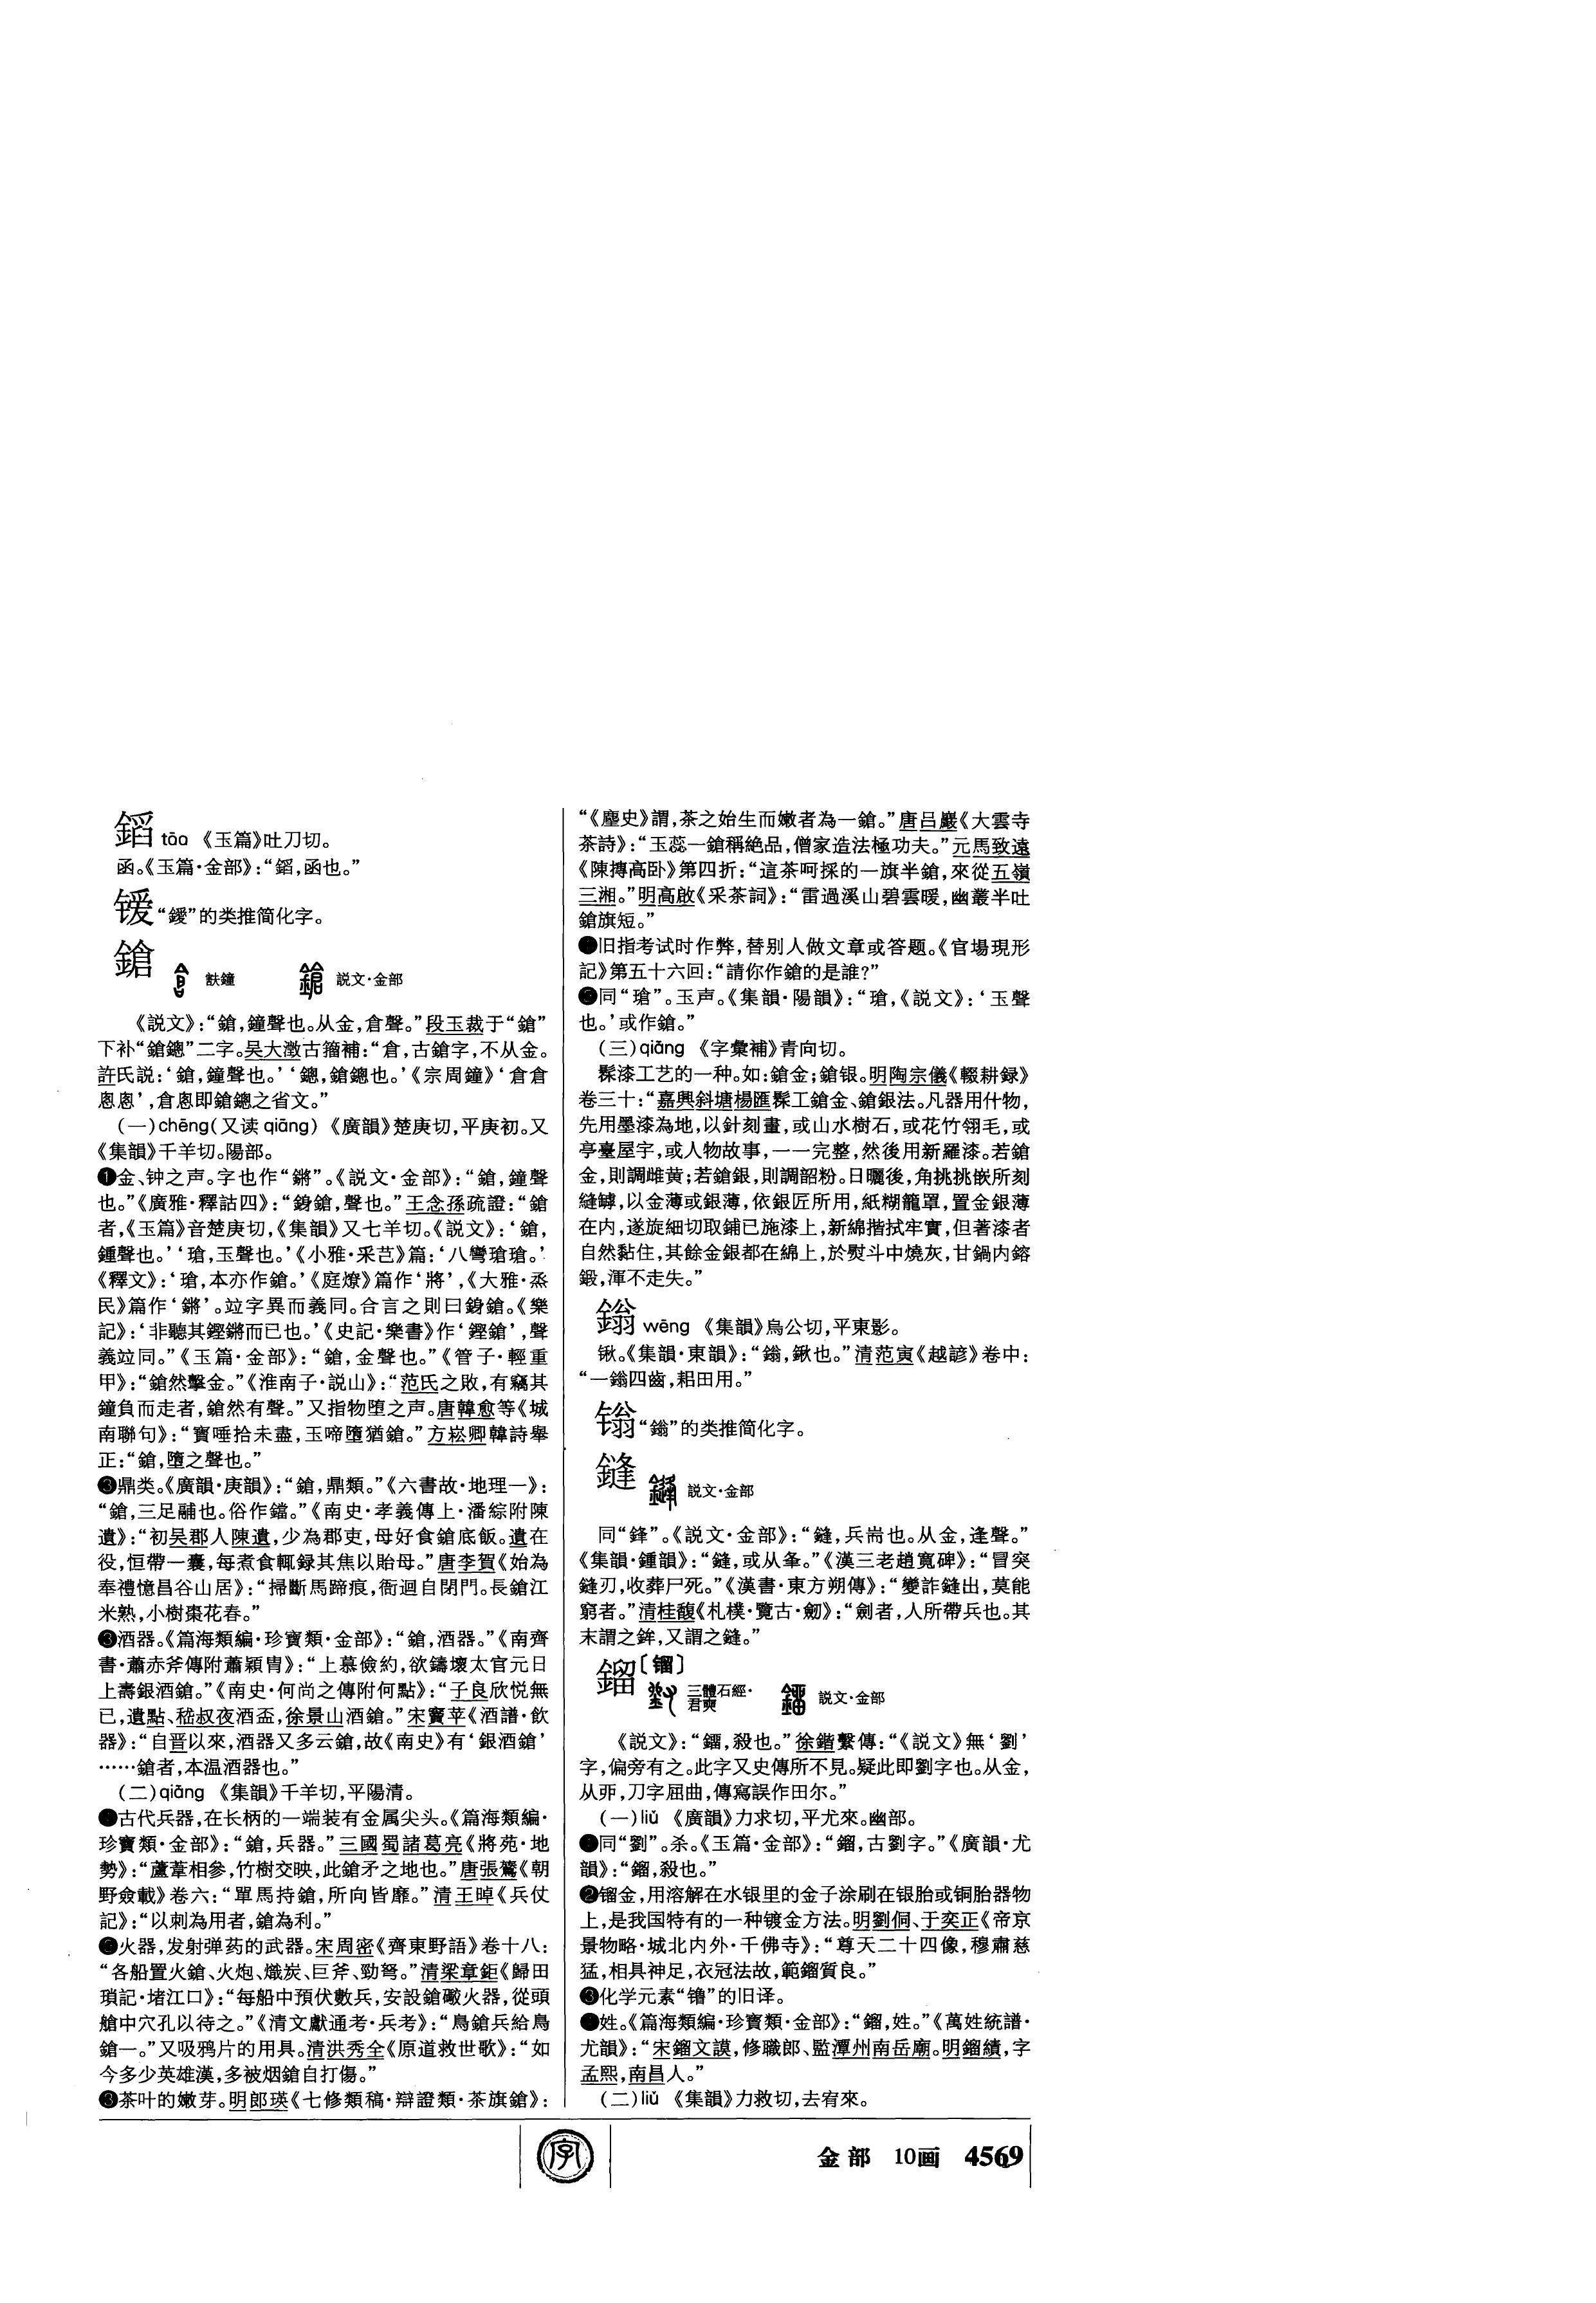 鋾 tāo 《玉篇》吐刀切。
函。《玉篇·金部》：“鋾，函也。”
锾“鍰”的类推简化字。
鎗 㝬鐘 説文·金部
《説文》：“鎗，鐘聲也。从金，倉聲。”段玉裁于“鎗”
下补“鎗鏓”二字。吴大澂古籀補：“倉，古鎗字，不从金。
許氏説：‘鎗，鐘聲也。’‘鏓，鎗鏓也。’《宗周鐘》‘倉倉
悤悤’，倉悤即鎗鏓之省文。”
（一）chēng（又读 qiāng） 《廣韻》楚庚切，平庚初。又
《集韻》千羊切。陽部。
❶金、钟之声。字也作“鏘”。《説文·金部》：“鎗，鐘聲
也。”《廣雅·釋詁四》：“鎗，聲也。”王念孫疏證：“鎗
者，《玉篇》音楚庚切，《集韻》又七羊切。《説文》：‘鎗，
鍾聲也。’‘瑲，玉聲也。’《小雅·采芑》篇：‘八鸞瑲瑲。’
《釋文》：‘瑲，本亦作鎗。’《庭燎》篇作‘將’，《大雅·烝
民》篇作‘鏘’。竝字異而義同。合言之則曰鎗。《樂
記》：‘非聽其鏗鏘而已也。’《史記·樂書》作‘鏗鎗’，聲
義竝同。”《玉篇·金部》：“鎗，金聲也。”《管子·輕重
甲》：“鎗然擊金。”《淮南子·説山》：“范氏之敗，有竊其
鐘負而走者，鎗然有聲。”又指物堕之声。唐韓愈等《城
南聯句》：“寶唾拾未盡，玉啼墮猶鎗。”方崧卿韓詩舉
正：“鎗，墮之聲也。”
❸鼎类。《廣韻·庚韻》：“鎗，鼎類。”《六書故·地理一》：
“鎗，三足鬴也。俗作鐺。”《南史·孝義傳上·潘綜附陳
遺》：“初吴郡人陳遺，少為郡吏，母好食鎗底飯。遺在
役，恒帶一囊，每煮食輒録其焦以貽母。”唐李賀《始為
奉禮憶昌谷山居》：“掃斷馬蹄痕，衙迴自閉門。長鎗江
米熟，小樹棗花春。”
❸酒器。《篇海類編·珍寶類·金部》：“鎗，酒器。”《南齊
書·蕭赤斧傳附蕭穎胄》：“上慕儉約，欲鑄壞太官元日
上壽銀酒鎗。”《南史·何尚之傳附何點》：“子良欣悦無
已，遺點、嵇叔夜酒盃，徐景山酒鎗。”宋竇苹《酒譜·飲
器》：“自晋以來，酒器又多云鎗，故《南史》有‘銀酒鎗’
……鎗者，本温酒器也。”
（二）qiāng 《集韻》千羊切，平陽清。
●古代兵器，在长柄的一端装有金属尖头。《篇海類編·
珍寶類·金部》：“鎗，兵器。”三國蜀諸葛亮《將苑·地
勢》：“蘆葦相參，竹樹交映，此鎗矛之地也。”唐張鷟《朝
野僉載》卷六：“單馬持鎗，所向皆靡。”清王晫《兵仗
記》：“以刺為用者，鎗為利。”
❷火器，发射弹药的武器。宋周密《齊東野語》卷十八：
“各船置火鎗、火炮、熾炭、巨斧、勁弩。”清梁章鉅《歸田
瑣記·堵江口》：“每船中預伏數兵，安設鎗礮火器，從頭
艙中穴孔以待之。”《清文獻通考·兵考》：“鳥鎗兵給鳥
鎗一。”又吸鸦片的用具。清洪秀全《原道救世歌》：“如
今多少英雄漢，多被烟鎗自打傷。”
❸茶叶的嫩芽。明郎瑛《七修類稿·辯證類·茶旗鎗》：
“《麈史》謂，茶之始生而嫩者為一鎗。”唐吕巖《大雲寺
茶詩》：“玉蕊一鎗稱絶品，僧家造法極功夫。”元馬致遠
《陳摶高卧》第四折：“這茶呵採的一旗半鎗，來從五嶺
三湘。”明高啟《采茶詞》：“雷過溪山碧雲暖，幽叢半吐
鎗旗短。”
●旧指考试时作弊，替别人做文章或答题。《官場現形
記》第五十六回：“請你作鎗的是誰？”
●同“瑲”。玉声。《集韻·陽韻》：“瑲，《説文》：‘玉聲
也。’或作鎗。”
（三）qiāng 《字彙補》青向切。
髹漆工艺的一种。如：鎗金；鎗银。明陶宗儀《輟耕録》
卷三十：“嘉興斜塘楊匯髹工鎗金、鎗銀法。凡器用什物，
先用墨漆為地，以針刻畫，或山水樹石，或花竹翎毛，或
亭臺屋宇，或人物故事，一一完整，然後用新羅漆。若鎗
金，則調雌黄；若鎗銀，則調韶粉。日曬後，角挑挑嵌所刻
縫罅，以金薄或銀薄，依銀匠所用，紙糊籠罩，置金銀薄
在内，遂旋細切取鋪已施漆上，新綿揩拭牢實，但著漆者
自然黏住，其餘金銀都在綿上，於熨斗中燒灰，甘鍋内鎔
鍛，渾不走失。”
鎓 wēng 《集韻》烏公切，平東影。
锹。《集韻·東韻》：“鎓，鍬也。”清范寅《越諺》卷中：
“一鎓四齒，耜田用。”
“鎓”的类推简化字。
鏠 説文·金部
同“鋒”。《説文·金部》：“鏠，兵耑也。从金，逢聲。”
《集韻·鍾韻》：“鏠，或从夆。”《漢三老趙寬碑》：“冒突
鏠刃，收葬尸死。”《漢書·東方朔傳》：“變詐鏠出，莫能
窮者。”清桂馥《札樸·覽古·劒》：“劍者，人所帶兵也。其
末謂之鋩，又謂之鏠。”
鎦〔镏〕
三體石經·君奭 説文·金部
《説文》：“鐂，殺也。”徐鍇繫傳：“《説文》無‘劉’
字，偏旁有之。此字又史傳所不見。疑此即劉字也。从金，
从丣，刀字屈曲，傳寫誤作田尔。”
（一）liú 《廣韻》力求切，平尤來。幽部。
●同“劉”。杀。《玉篇·金部》：“鎦，古劉字。”《廣韻·尤
韻》：“鎦，殺也。”
❷镏金，用溶解在水银里的金子涂刷在银胎或铜胎器物
上，是我国特有的一种镀金方法。明劉侗、于奕正《帝京
景物略·城北内外·千佛寺》：“尊天二十四像，穆肅慈
猛，相具神足，衣冠法故，範鎦質良。”
❸化学元素“镥”的旧译。
●姓。《篇海類編·珍寶類·金部》：“鎦，姓。”《萬姓統譜·
尤韻》：“宋鎦文謨，修職郎、監潭州南岳廟。明鎦績，字
孟熙，南昌人。”
（二）liù 《集韻》力救切，去宥來。
字
金部 10画 4569